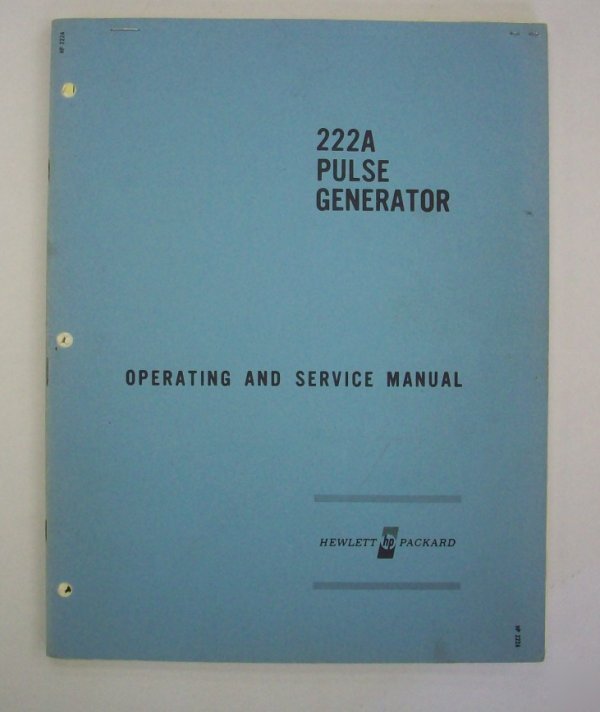 HP 222A
222A
PULSE
GENERATOR
OPERATING AND SERVICE MANUAL
HEWLETT hp PACKARD
HP 222A